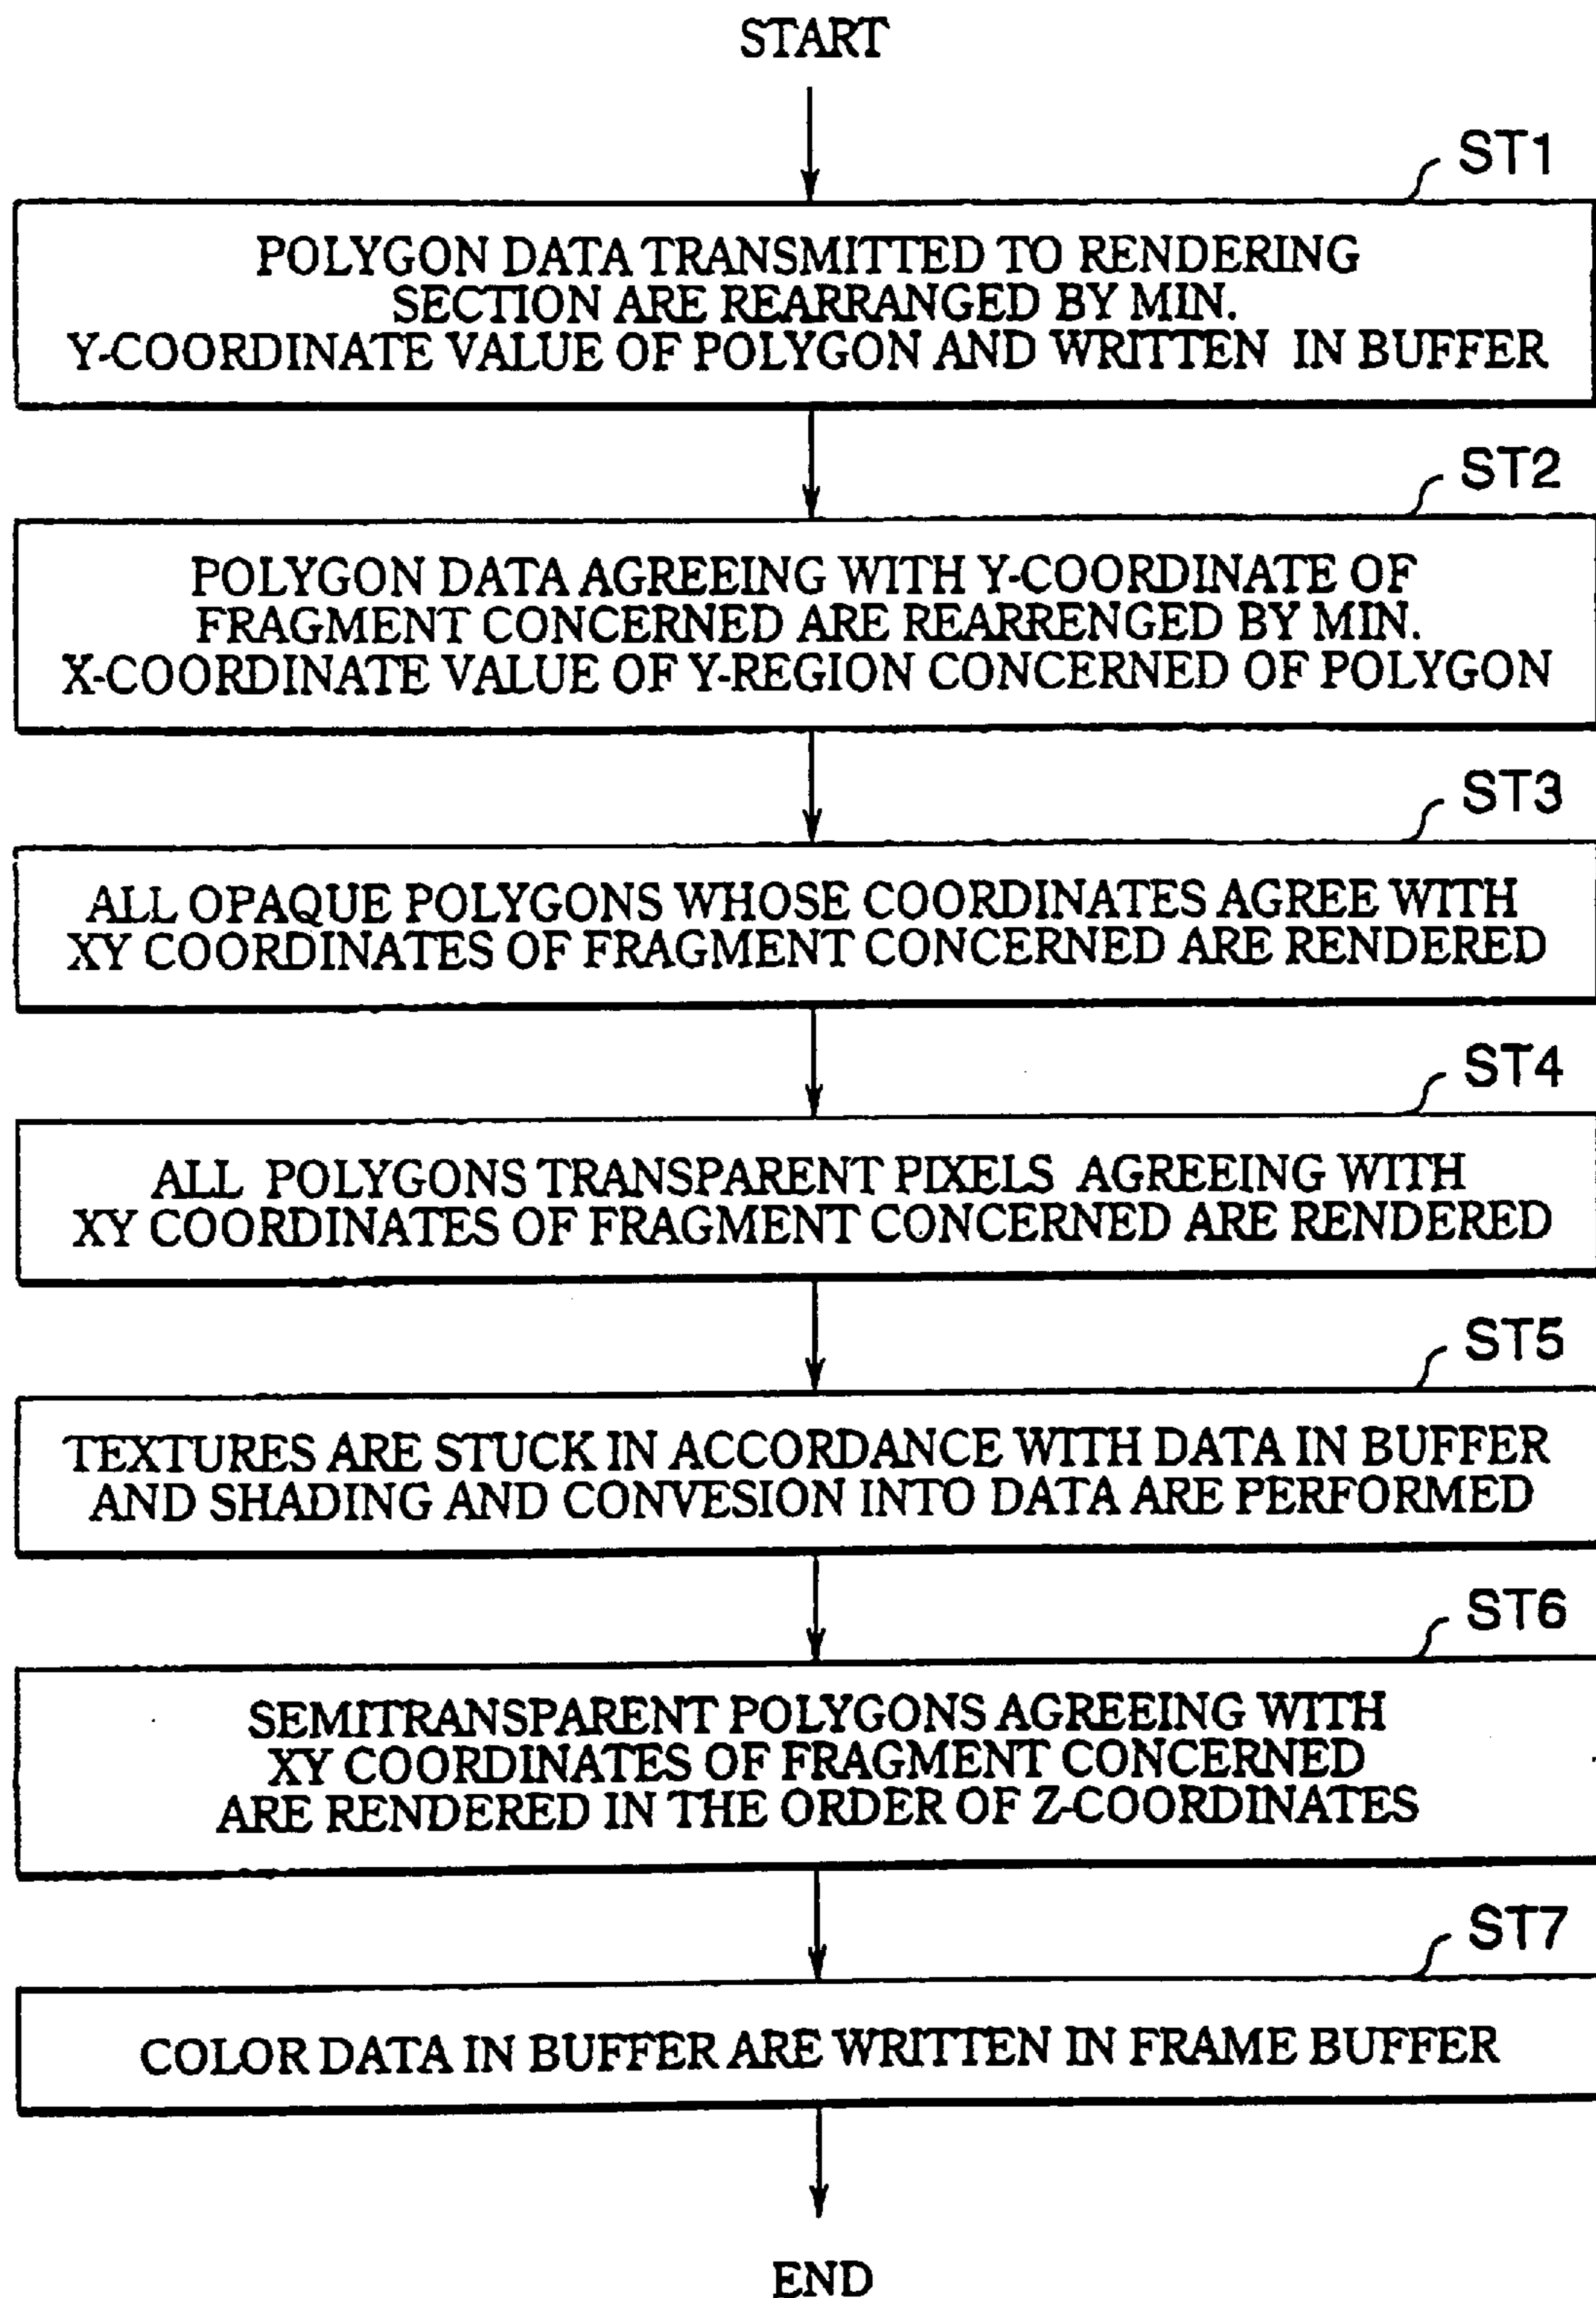 START
ST1
POLYGON DATA TRANSMITTED TO RENDERING
SECTION ARE REARRANGED BY MIN.
Y-COORDINATE VALUE OF POLYGON AND WRITTEN IN BUFFER
ST2
POLYGON DATA AGREEING WITH Y-COORDINATE OF
FRAGMENT CONCERNED ARE REARRENGED BY MIN.
X-COORDINATE VALUE OF Y-REGION CONCERNED OF POLYGON
ST3
ALL OPAQUE POLYGONS WHOSE COORDINATES AGREE WITH
XY COORDINATES OF FRAGMENT CONCERNED ARE RENDERED
ST4
ALL POLYGONS TRANSPARENT PIXELS AGREEING WITH
XY COORDINATES OF FRAGMENT CONCERNED ARE RENDERED
ST5
TEXTURES ARE STUCK IN ACCORDANCE WITH DATA IN BUFFER
AND SHADING AND CONVESION INTO DATA ARE PERFORMED
ST6
SEMITRANSPARENT POLYGONS AGREEING WITH
XY COORDINATES OF FRAGMENT CONCERNED
ARE RENDERED IN THE ORDER OF Z-COORDINATES
ST7
COLOR DATA IN BUFFER ARE WRITTEN IN FRAME BUFFER
END